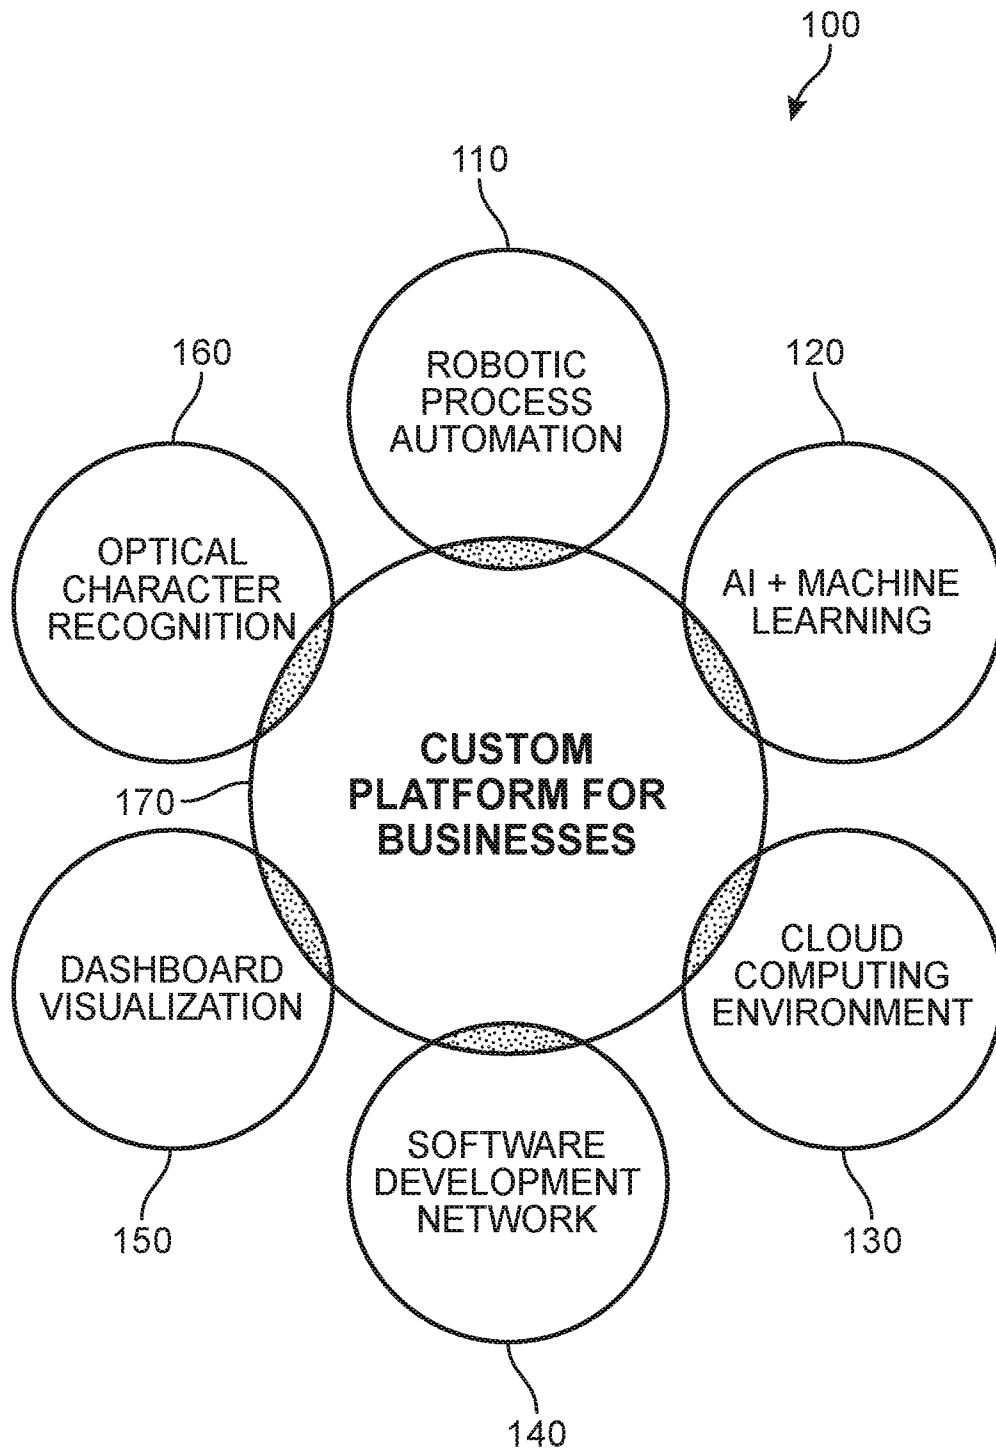 100
110
ROBOTIC
PROCESS
AUTOMATION
160
OPTICAL
CHARACTER
RECOGNITION
120
AI + MACHINE
LEARNING
CUSTOM
PLATFORM FOR
BUSINESSES
170
DASHBOARD
VISUALIZATION
150
CLOUD
COMPUTING
ENVIRONMENT
130
SOFTWARE
DEVELOPMENT
NETWORK
140